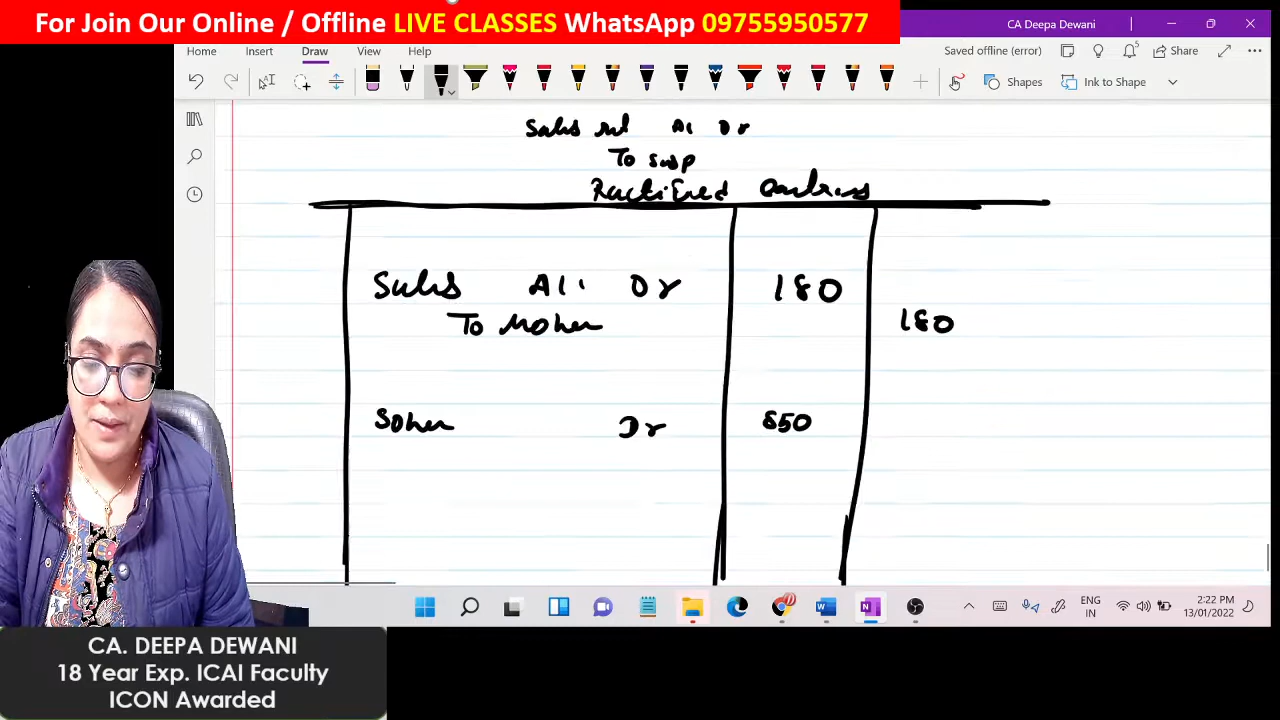 For Join Our Online / Offline LIVE CLASSES WhatsApp 09755950577
CA Deepa Dewani
Home Insert Draw View Help
Saved offline (error) Share
Shapes Ink to Shape
Sales A/c Dr
To susp
Rectified entries
Sales A/c Dr 180
To Mohan 180
Sohan Dr 850
ENG
IN
2:22 PM
13/01/2022
CA. DEEPA DEWANI
18 Year Exp. ICAI Faculty
ICON Awarded